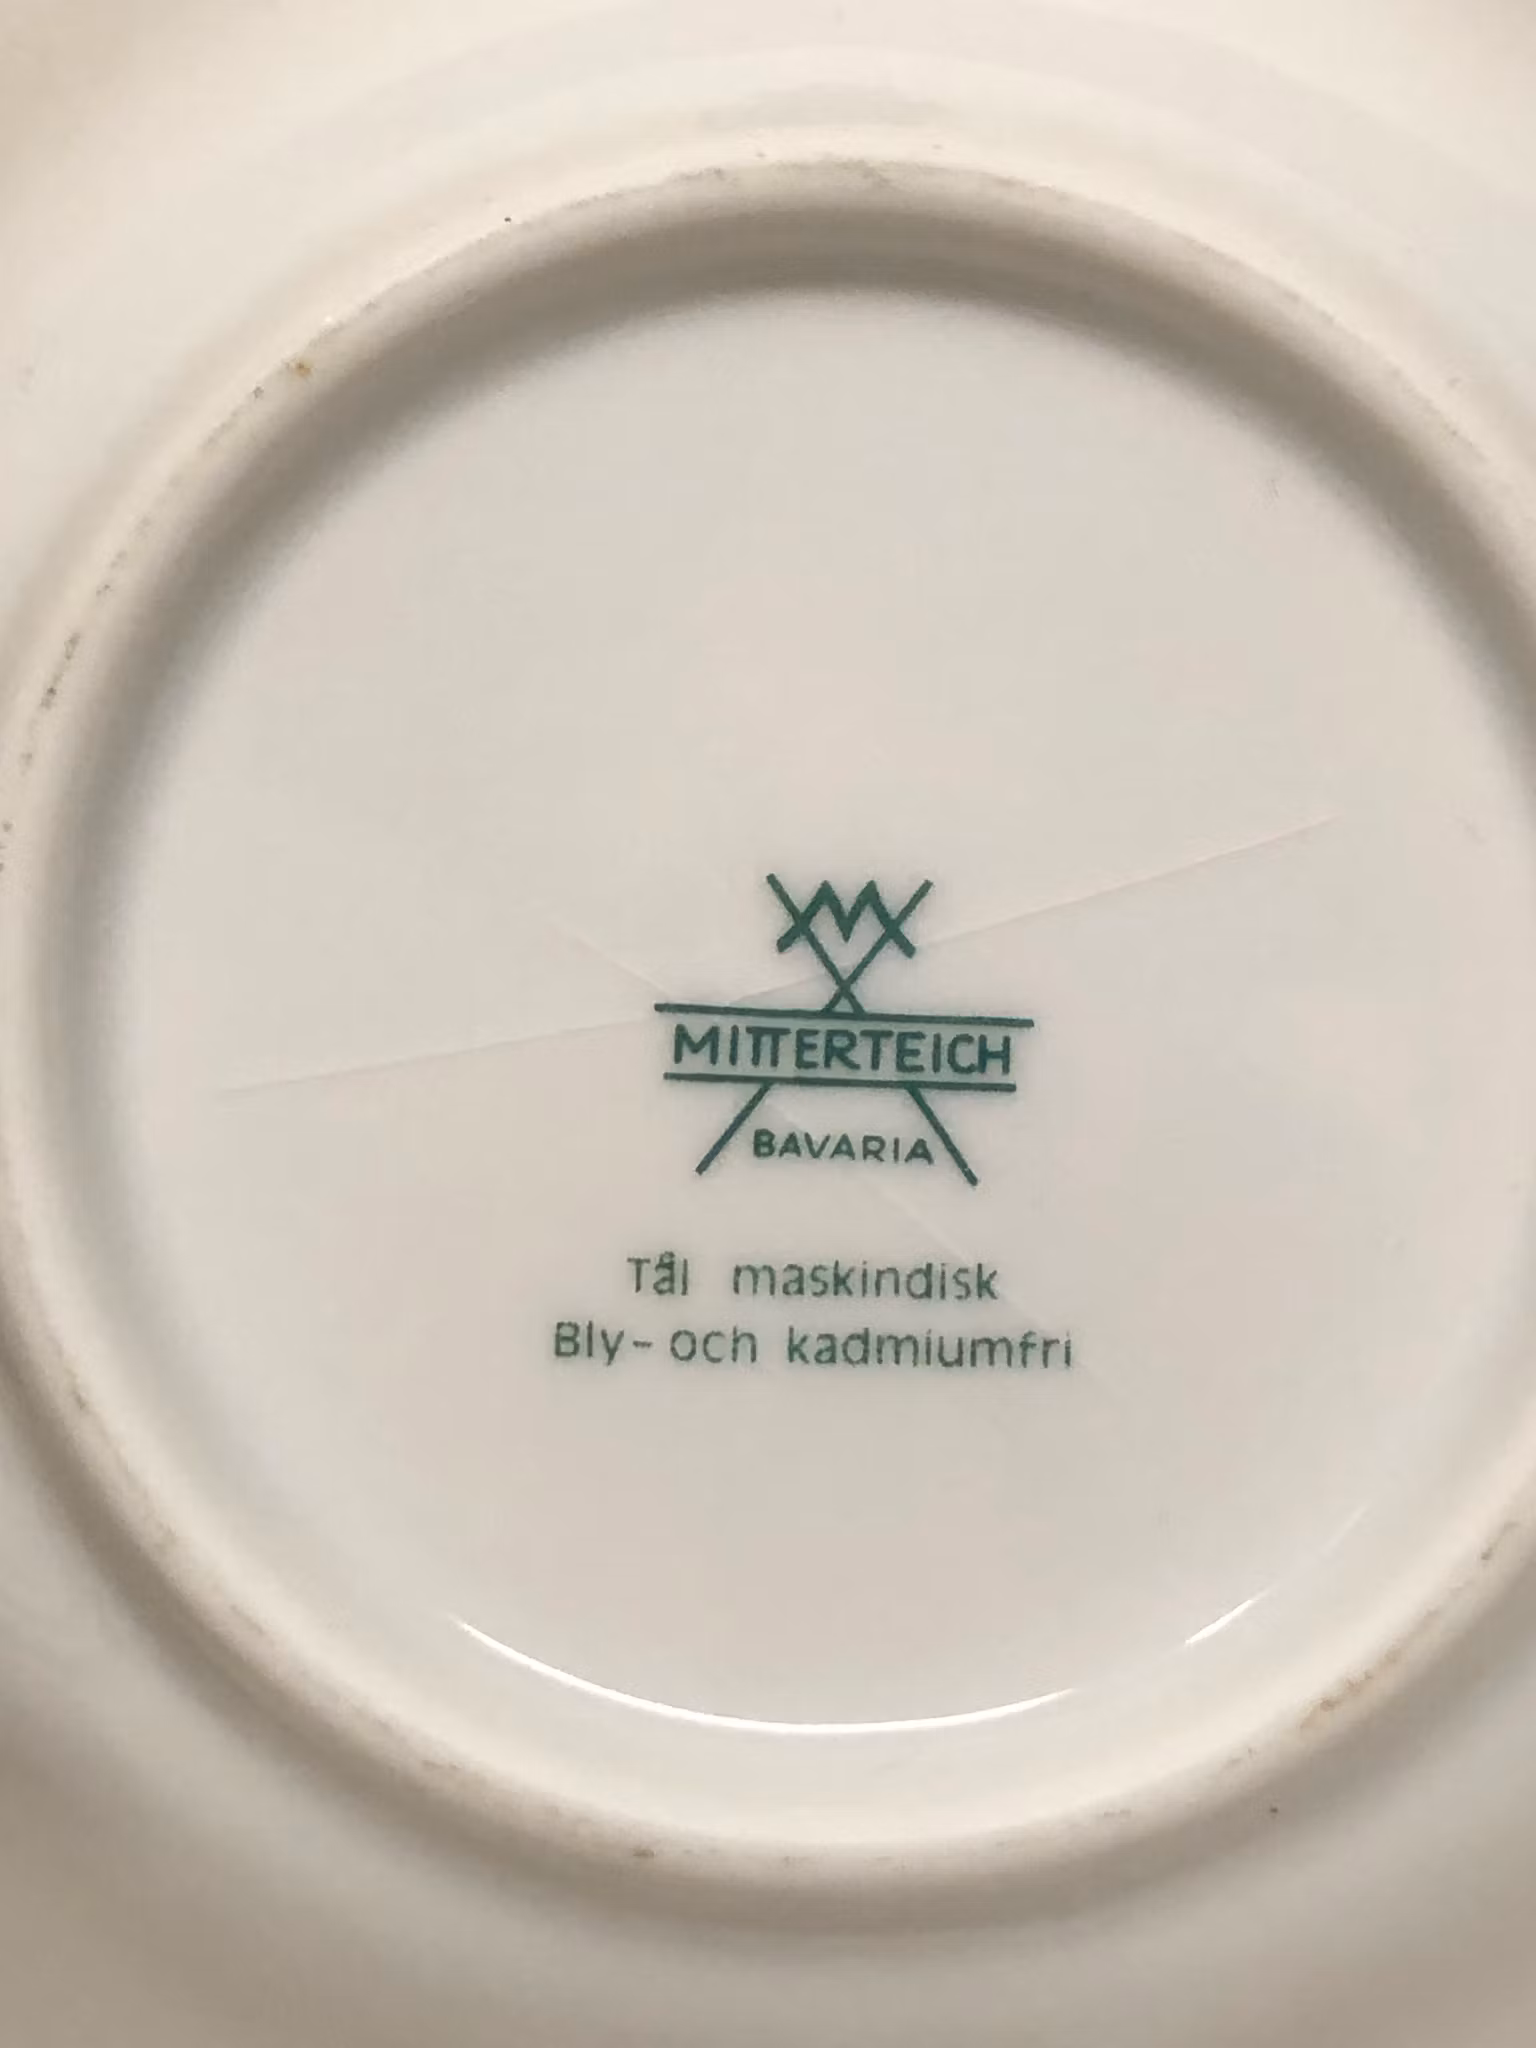 M
MITTERTEICH
BAVARIA
Tål maskindisk
Bly- och kadmiumfri